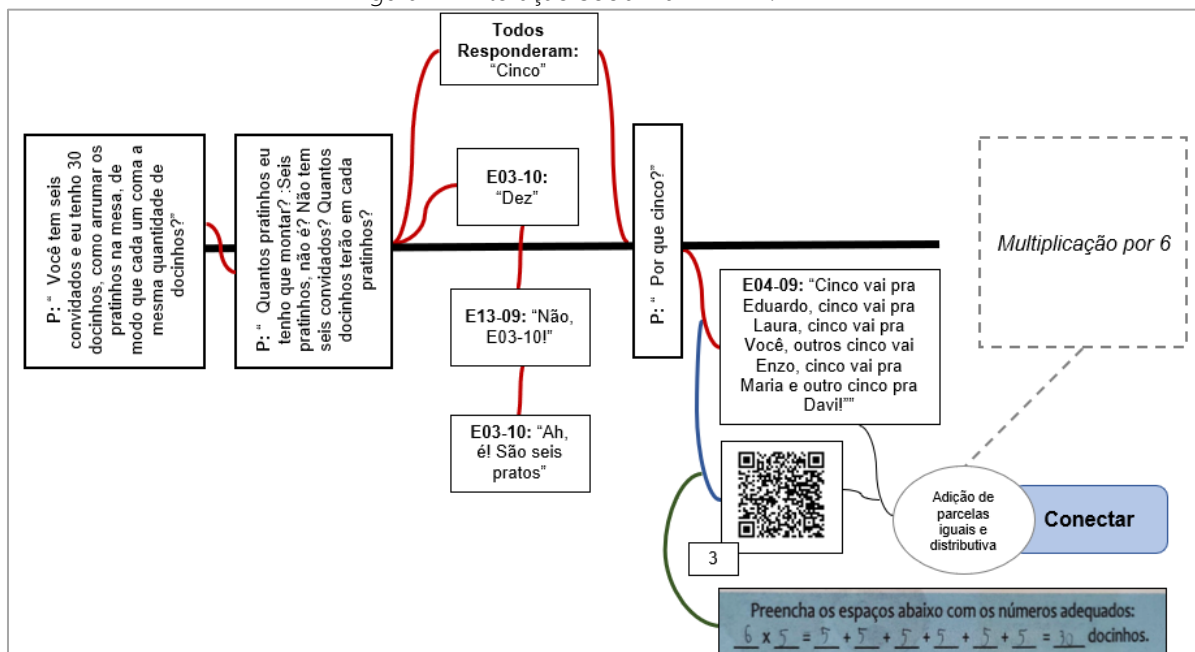 Todos
Responderam:
“Cinco”
P: “ Você tem seis
convidados e eu tenho 30
docinhos, como arrumar os
pratinhos na mesa, de
modo que cada um coma a
mesma quantidade de
docinhos?”
P: “ Quantos pratinhos eu
tenho que montar? :Seis
pratinhos, não é? Não tem
seis convidados? Quantos
docinhos terão em cada
pratinhos?
E03-10:
“Dez”
E13-09: “Não,
E03-10!”
E03-10: “Ah,
é! São seis
pratos”
P: “ Por que cinco?”
E04-09: “Cinco vai pra
Eduardo, cinco vai pra
Laura, cinco vai pra
Você, outros cinco vai
Enzo, cinco vai pra
Maria e outro cinco pra
Davi!””
3
Multiplicação por 6
Adição de
parcelas
iguais e
distributiva
Conectar
Preencha os espaços abaixo com os números adequados:
6 x 5 = 5 + 5 + 5 + 5 + 5 + 5 = 30 docinhos.